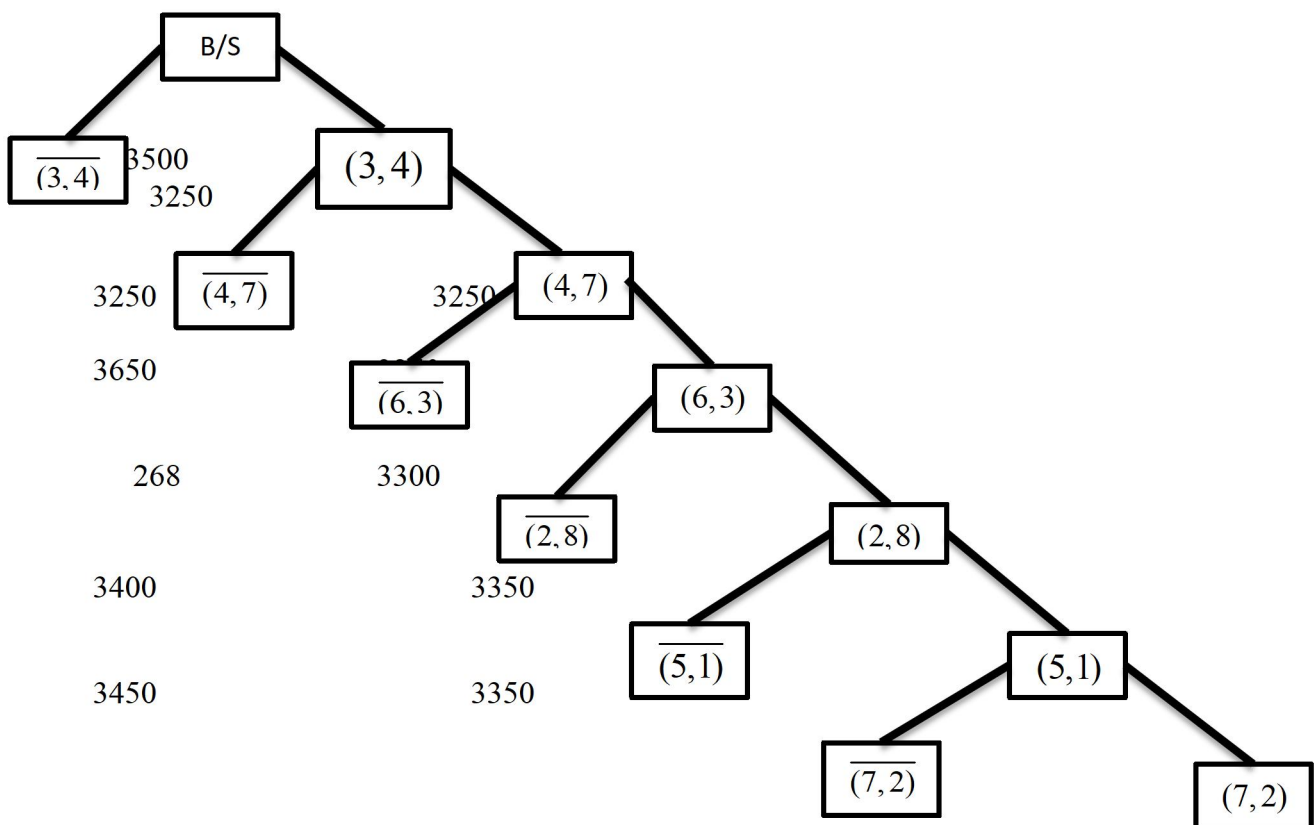 B/S
(3, 4) 3500 (3, 4)
3250
3250 (4, 7) 3250 (4, 7)
3650
(6, 3) (6, 3)
268 3300
(2, 8) (2, 8)
3400 3350
(5, 1) (5, 1)
3450 3350
(7, 2) (7, 2)